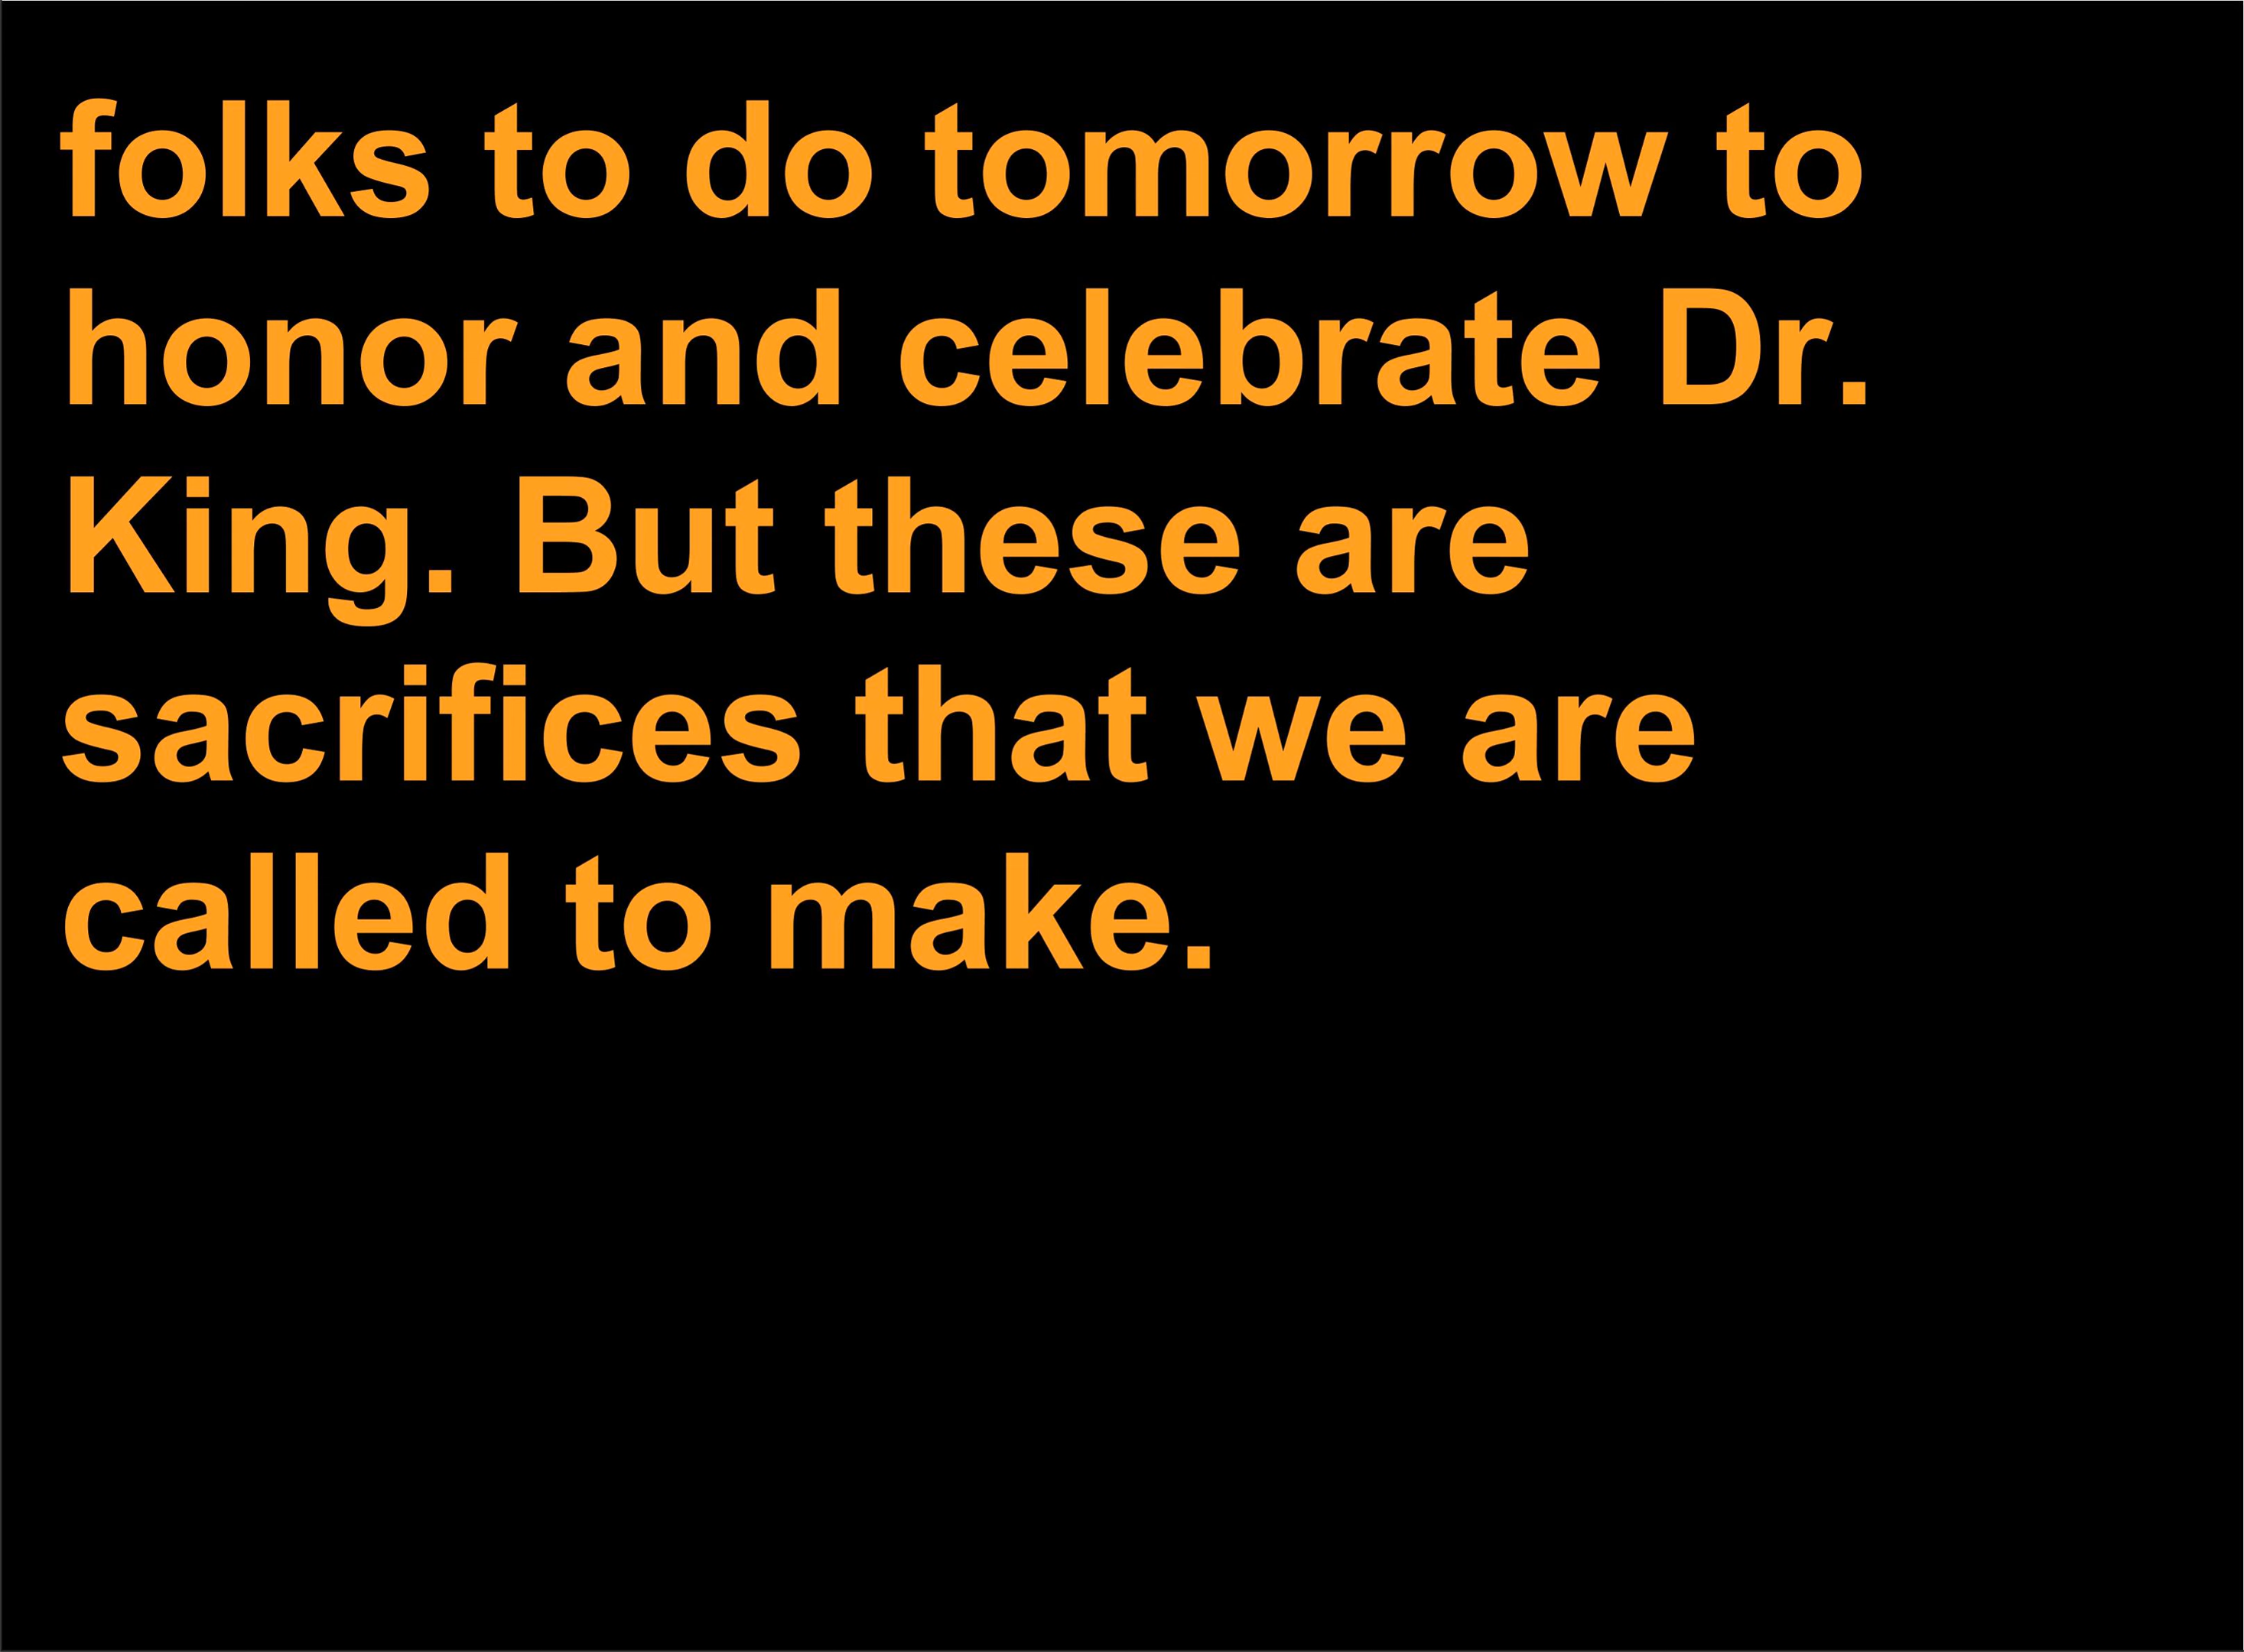 folks to do tomorrow to
honor and celebrate Dr.
King. But these are
sacrifices that we are
called to make.